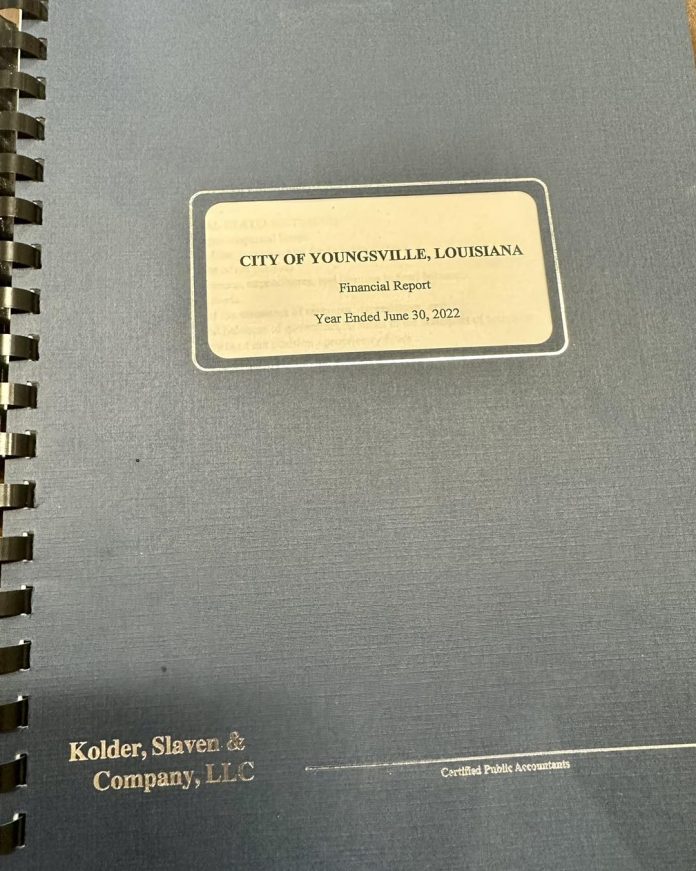 CITY OF YOUNGSVILLE, LOUISIANA
Financial Report
Year Ended June 30, 2022
Kolder, Slaven &
Company, LLC
Certified Public Accountants